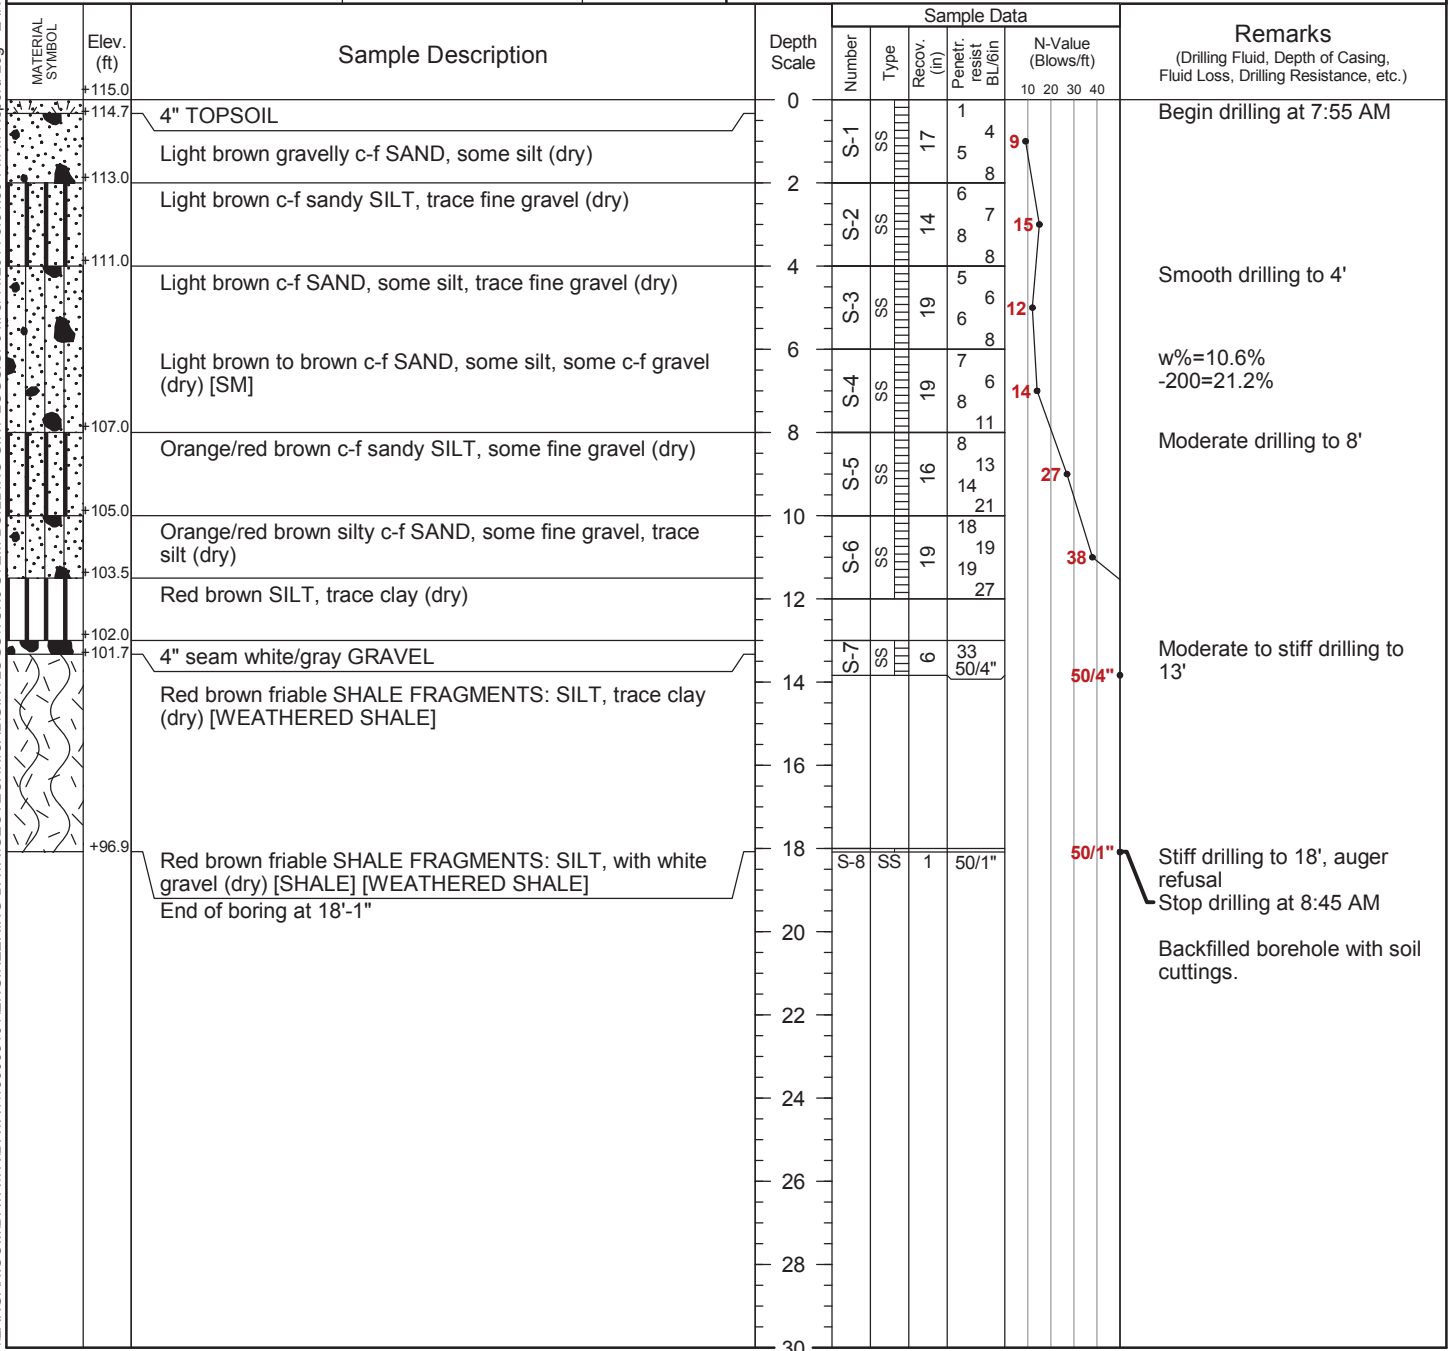 MATERIAL
SYMBOL
Elev.
(ft)
Sample Description
Depth
Scale
Sample Data
Number
Type
Recov.
(in)
Penetr.
resist
BL/6in
N-Value
(Blows/ft)
10 20 30 40
Remarks
(Drilling Fluid, Depth of Casing,
Fluid Loss, Drilling Resistance, etc.)
+115.0
0
+114.7
4" TOPSOIL
Begin drilling at 7:55 AM
Light brown gravelly c-f SAND, some silt (dry)
S-1
SS
17
1
4
5
8
9
+113.0
2
Light brown c-f sandy SILT, trace fine gravel (dry)
S-2
SS
14
6
7
8
8
15
+111.0
4
Light brown c-f SAND, some silt, trace fine gravel (dry)
S-3
SS
19
5
6
6
8
12
Smooth drilling to 4'
6
Light brown to brown c-f SAND, some silt, some c-f gravel
(dry) [SM]
S-4
SS
19
7
6
8
11
14
w%=10.6%
-200=21.2%
+107.0
8
Orange/red brown c-f sandy SILT, some fine gravel (dry)
S-5
SS
16
8
13
14
21
27
Moderate drilling to 8'
+105.0
10
Orange/red brown silty c-f SAND, some fine gravel, trace
silt (dry)
S-6
SS
19
18
19
19
27
38
+103.5
Red brown SILT, trace clay (dry)
12
+102.0
+101.7
4" seam white/gray GRAVEL
S-7
SS
6
33
50/4"
50/4"
Moderate to stiff drilling to
13'
14
Red brown friable SHALE FRAGMENTS: SILT, trace clay
(dry) [WEATHERED SHALE]
16
+96.9
18
Red brown friable SHALE FRAGMENTS: SILT, with white
gravel (dry) [SHALE] [WEATHERED SHALE]
S-8
SS
1
50/1"
50/1"
Stiff drilling to 18', auger
refusal
Stop drilling at 8:45 AM
End of boring at 18'-1"
20
Backfilled borehole with soil
cuttings.
22
24
26
28
30